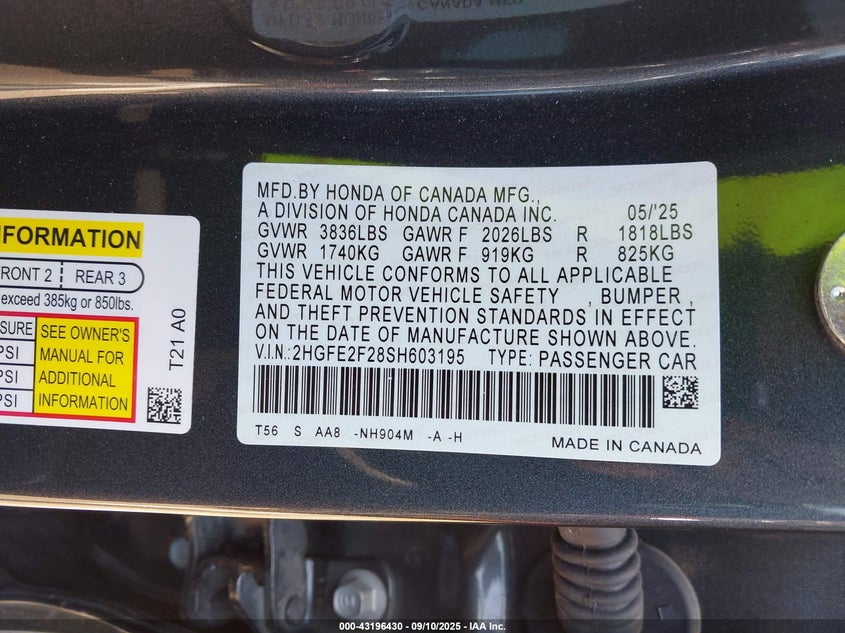 MFD.BY HONDA OF CANADA MFG.,
A DIVISION OF HONDA CANADA INC. 05/'25
GVWR 3836LBS GAWR F 2026LBS R 1818LBS
GVWR 1740KG GAWR F 919KG R 825KG
THIS VEHICLE CONFORMS TO ALL APPLICABLE
FEDERAL MOTOR VEHICLE SAFETY , BUMPER ,
AND THEFT PREVENTION STANDARDS IN EFFECT
ON THE DATE OF MANUFACTURE SHOWN ABOVE.
V.I.N.:2HGFE2F28SH603195 TYPE: PASSENGER CAR
T56 S AA8 -NH904M -A -H
MADE IN CANADA
NFORMATION
FRONT 2 REAR 3
exceed 385kg or 850lbs.
SURE SEE OWNER'S
PSI MANUAL FOR
PSI ADDITIONAL
PSI INFORMATION
T21 A0
000-43196430 - 09/10/2025 - IAA Inc.